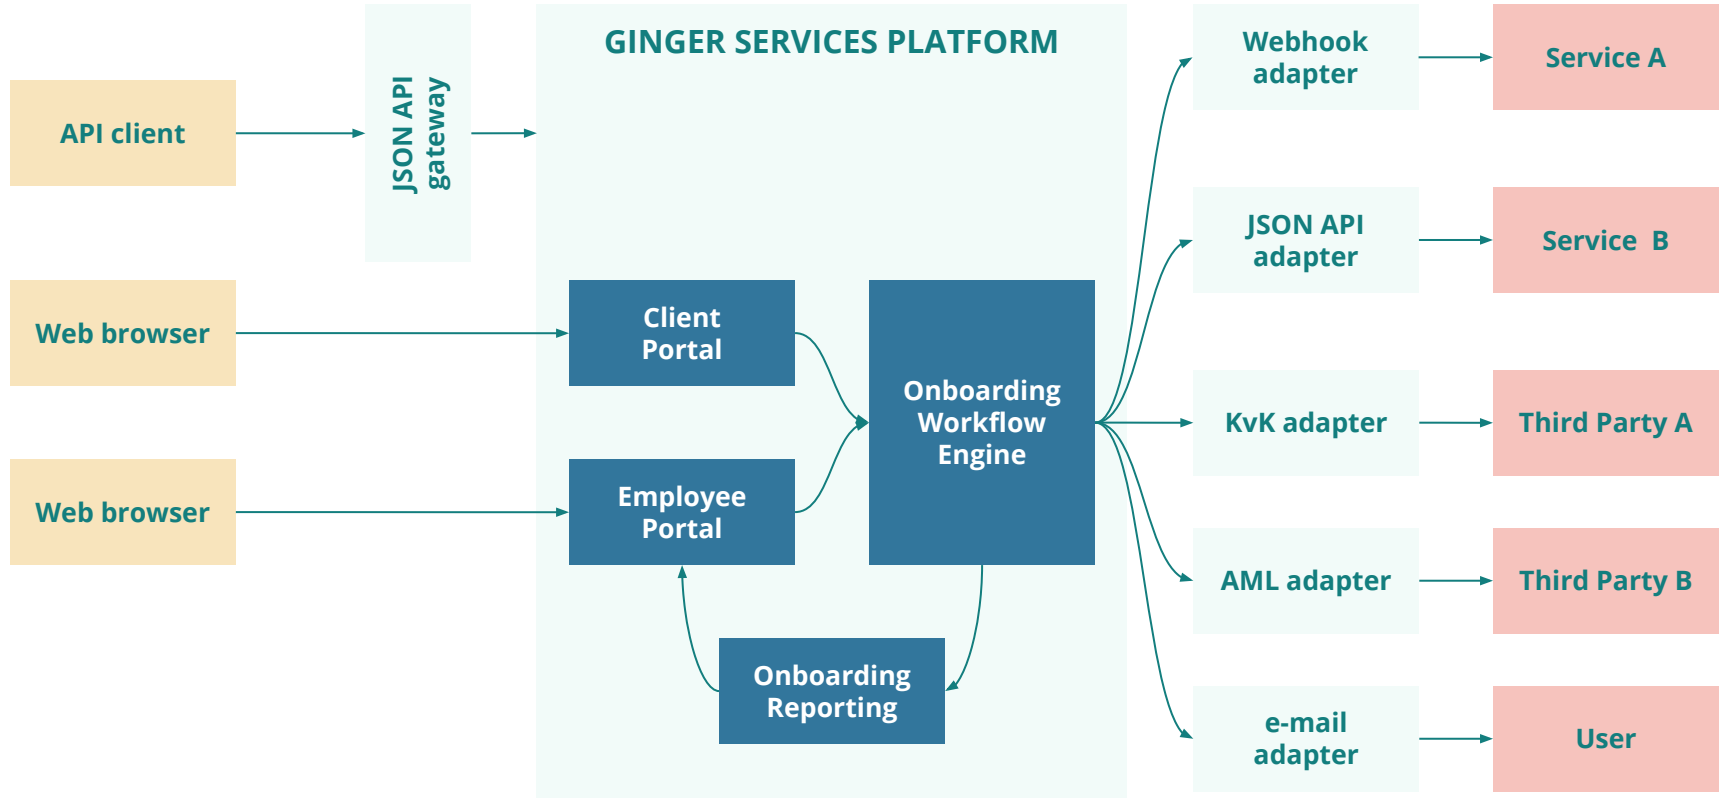 GINGER SERVICES PLATFORM
API client
JSON API
gateway
Web browser
Client
Portal
Web browser
Employee
Portal
Onboarding
Workflow
Engine
Onboarding
Reporting
Webhook
adapter
Service A
JSON API
adapter
Service  B
KvK adapter
Third Party A
AML adapter
Third Party B
e-mail
adapter
User